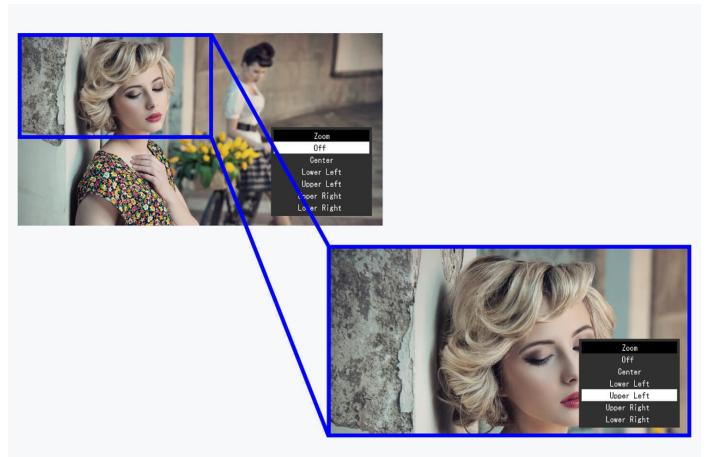 Zoom
Off
Center
Lower Left
Upper Left
Upper Right
Lower Right
Zoom
Off
Center
Lower Left
Upper Left
Upper Right
Lower Right